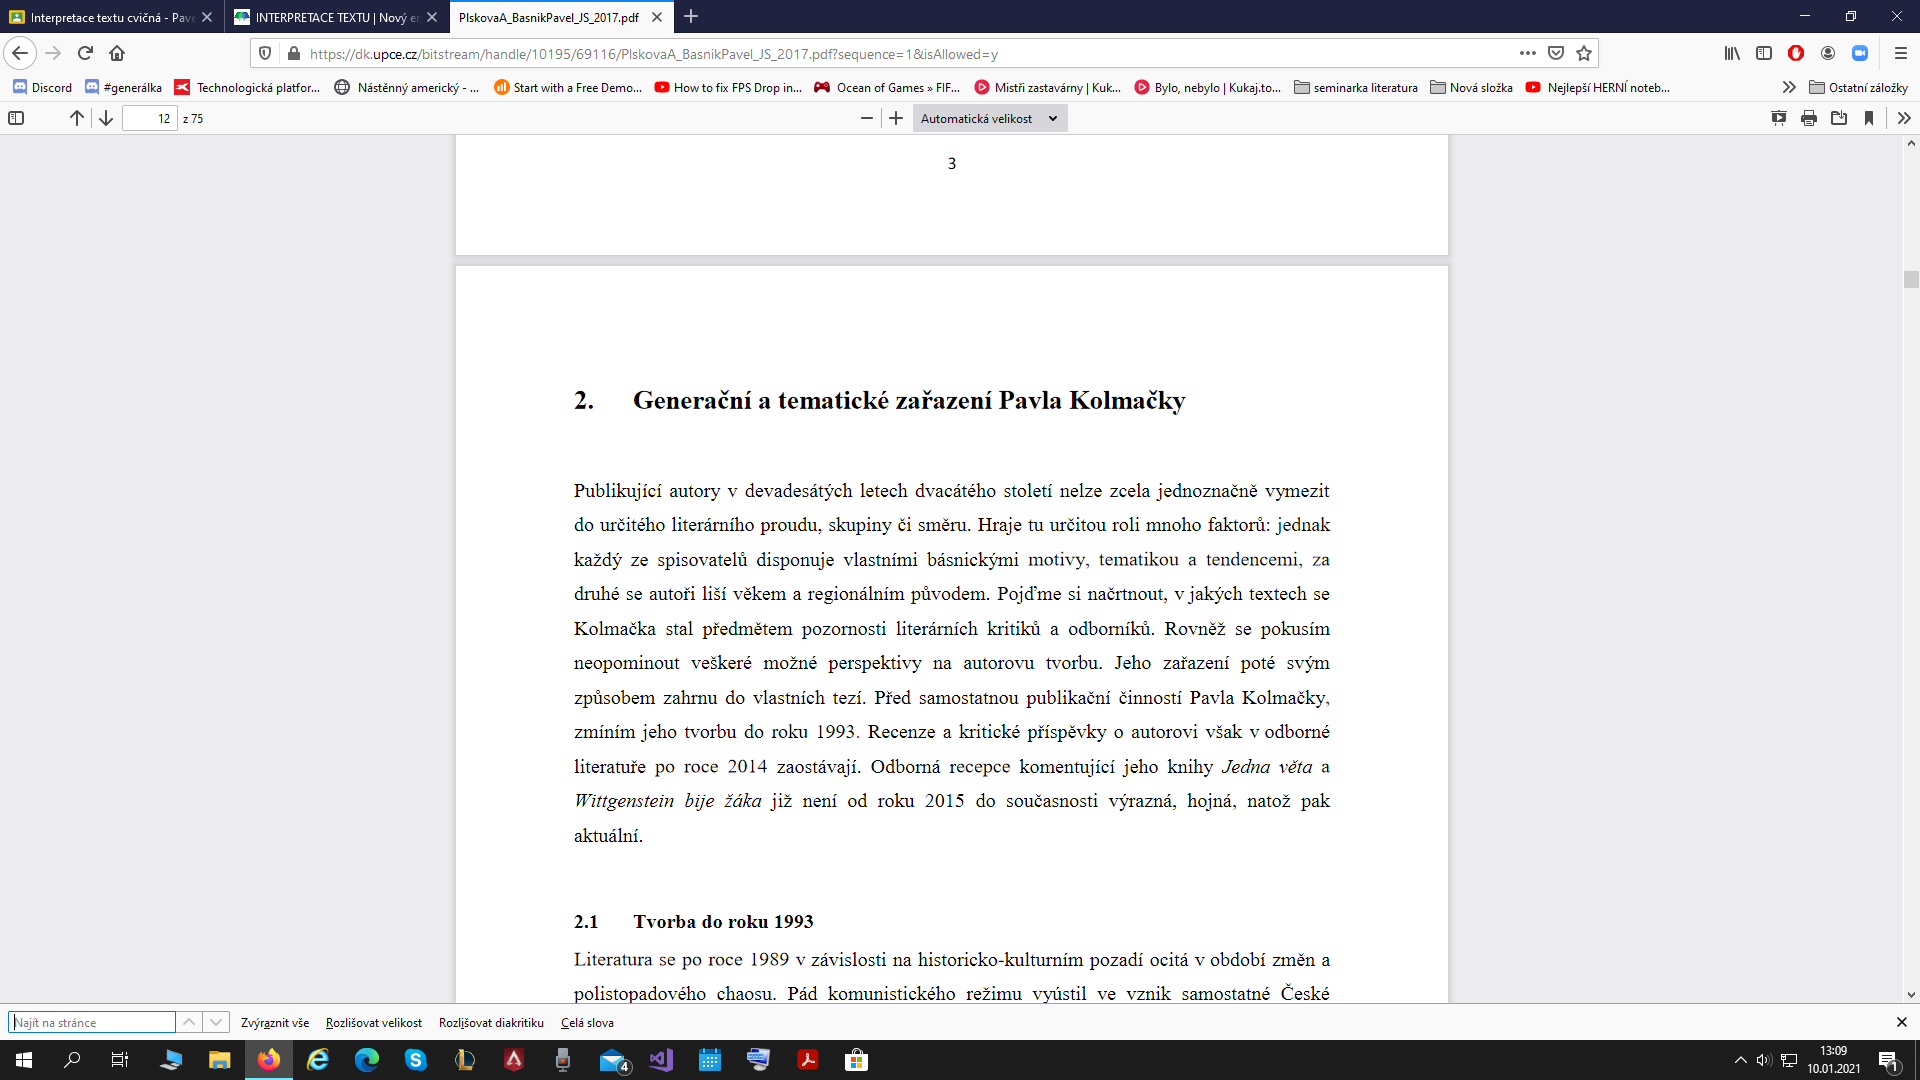 Interpretace textu cvičná - Pave
INTERPRETACE TEXTU | Nový er
PlskovaA_BasnikPavel_JS_2017.pdf
https://dk.upce.cz/bitstream/handle/10195/69116/PlskovaA_BasnikPavel_JS_2017.pdf?sequence=1&isAllowed=y
Discord
#generálka
Technologická platfor...
Nástěnný americký - ...
Start with a Free Demo...
How to fix FPS Drop in...
Ocean of Games » FIF...
Mistři zastavárny | Kuk...
Bylo, nebylo | Kukaj.to...
seminarka literatura
Nová složka
Nejlepší HERNÍ noteb...
Ostatní záložky
12 z 75
Automatická velikost
3
2. Generační a tematické zařazení Pavla Kolmačky
Publikující autory v devadesátých letech dvacátého století nelze zcela jednoznačně vymezit
do určitého literárního proudu, skupiny či směru. Hraje tu určitou roli mnoho faktorů: jednak
každý ze spisovatelů disponuje vlastními básnickými motivy, tematikou a tendencemi, za
druhé se autoři liší věkem a regionálním původem. Pojďme si načrtnout, v jakých textech se
Kolmačka stal předmětem pozornosti literárních kritiků a odborníků. Rovněž se pokusím
neopominout veškeré možné perspektivy na autorovu tvorbu. Jeho zařazení poté svým
způsobem zahrnu do vlastních tezí. Před samostatnou publikační činností Pavla Kolmačky,
zmíním jeho tvorbu do roku 1993. Recenze a kritické příspěvky o autorovi však v odborné
literatuře po roce 2014 zaostávají. Odborná recepce komentující jeho knihy Jedna věta a
Wittgenstein bije žáka již není od roku 2015 do současnosti výrazná, hojná, natož pak
aktuální.
2.1 Tvorba do roku 1993
Literatura se po roce 1989 v závislosti na historicko-kulturním pozadí ocitá v období změn a
polistopadového chaosu. Pád komunistického režimu vyústil ve vznik samostatné České
Najít na stránce
Zvýraznit vše
Rozlišovat velikost
Rozlišovat diakritiku
Celá slova
4
13:09
10.01.2021
1